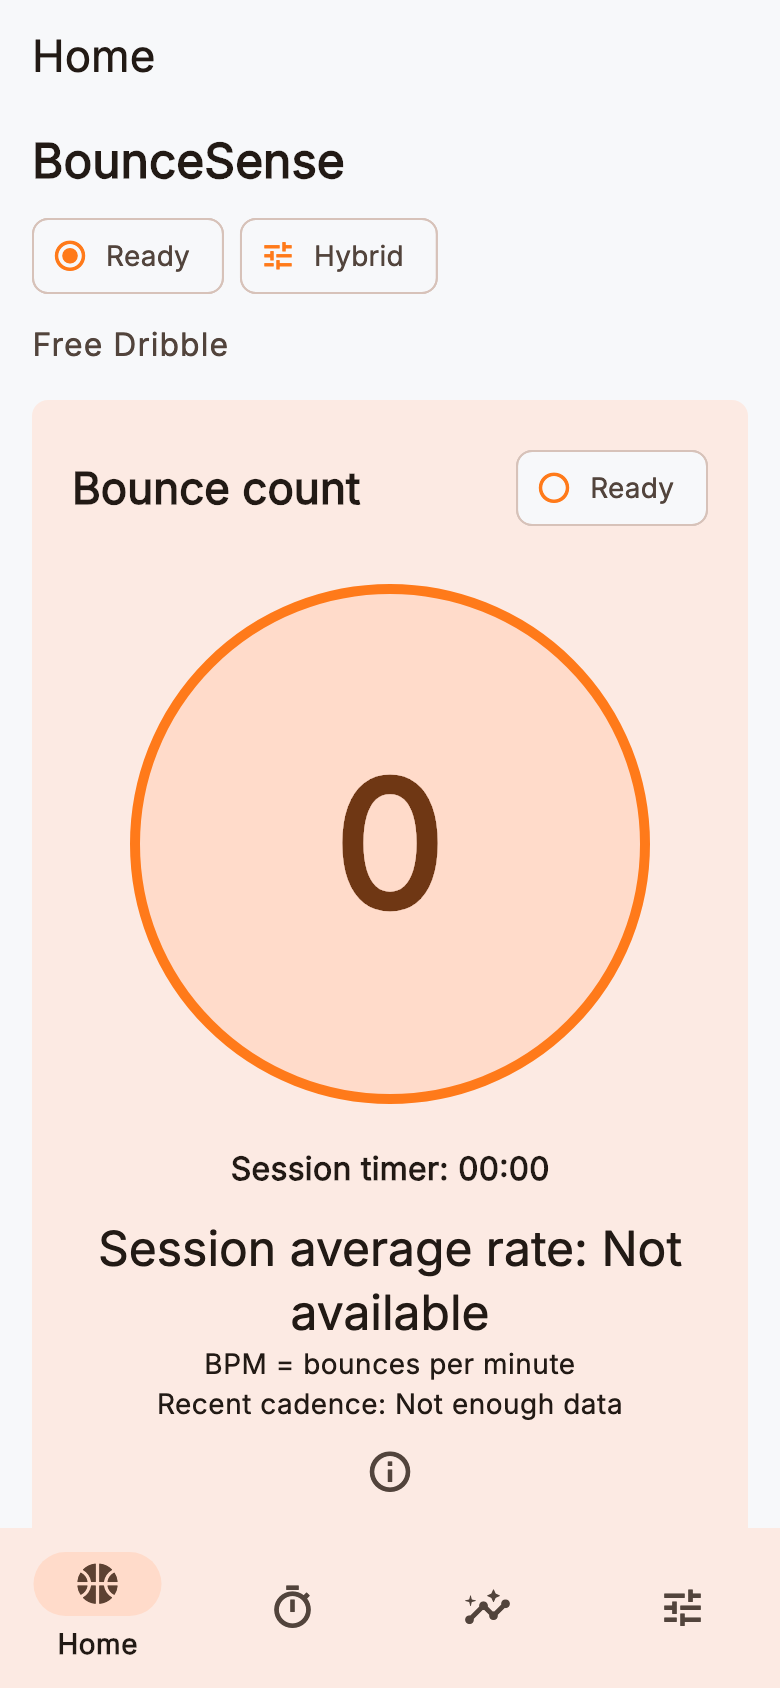 Home
BounceSense
Ready
Hybrid
Free Dribble
Bounce count
Ready
0
Session timer: 00:00
Session average rate: Not
available
BPM = bounces per minute
Recent cadence: Not enough data
Home